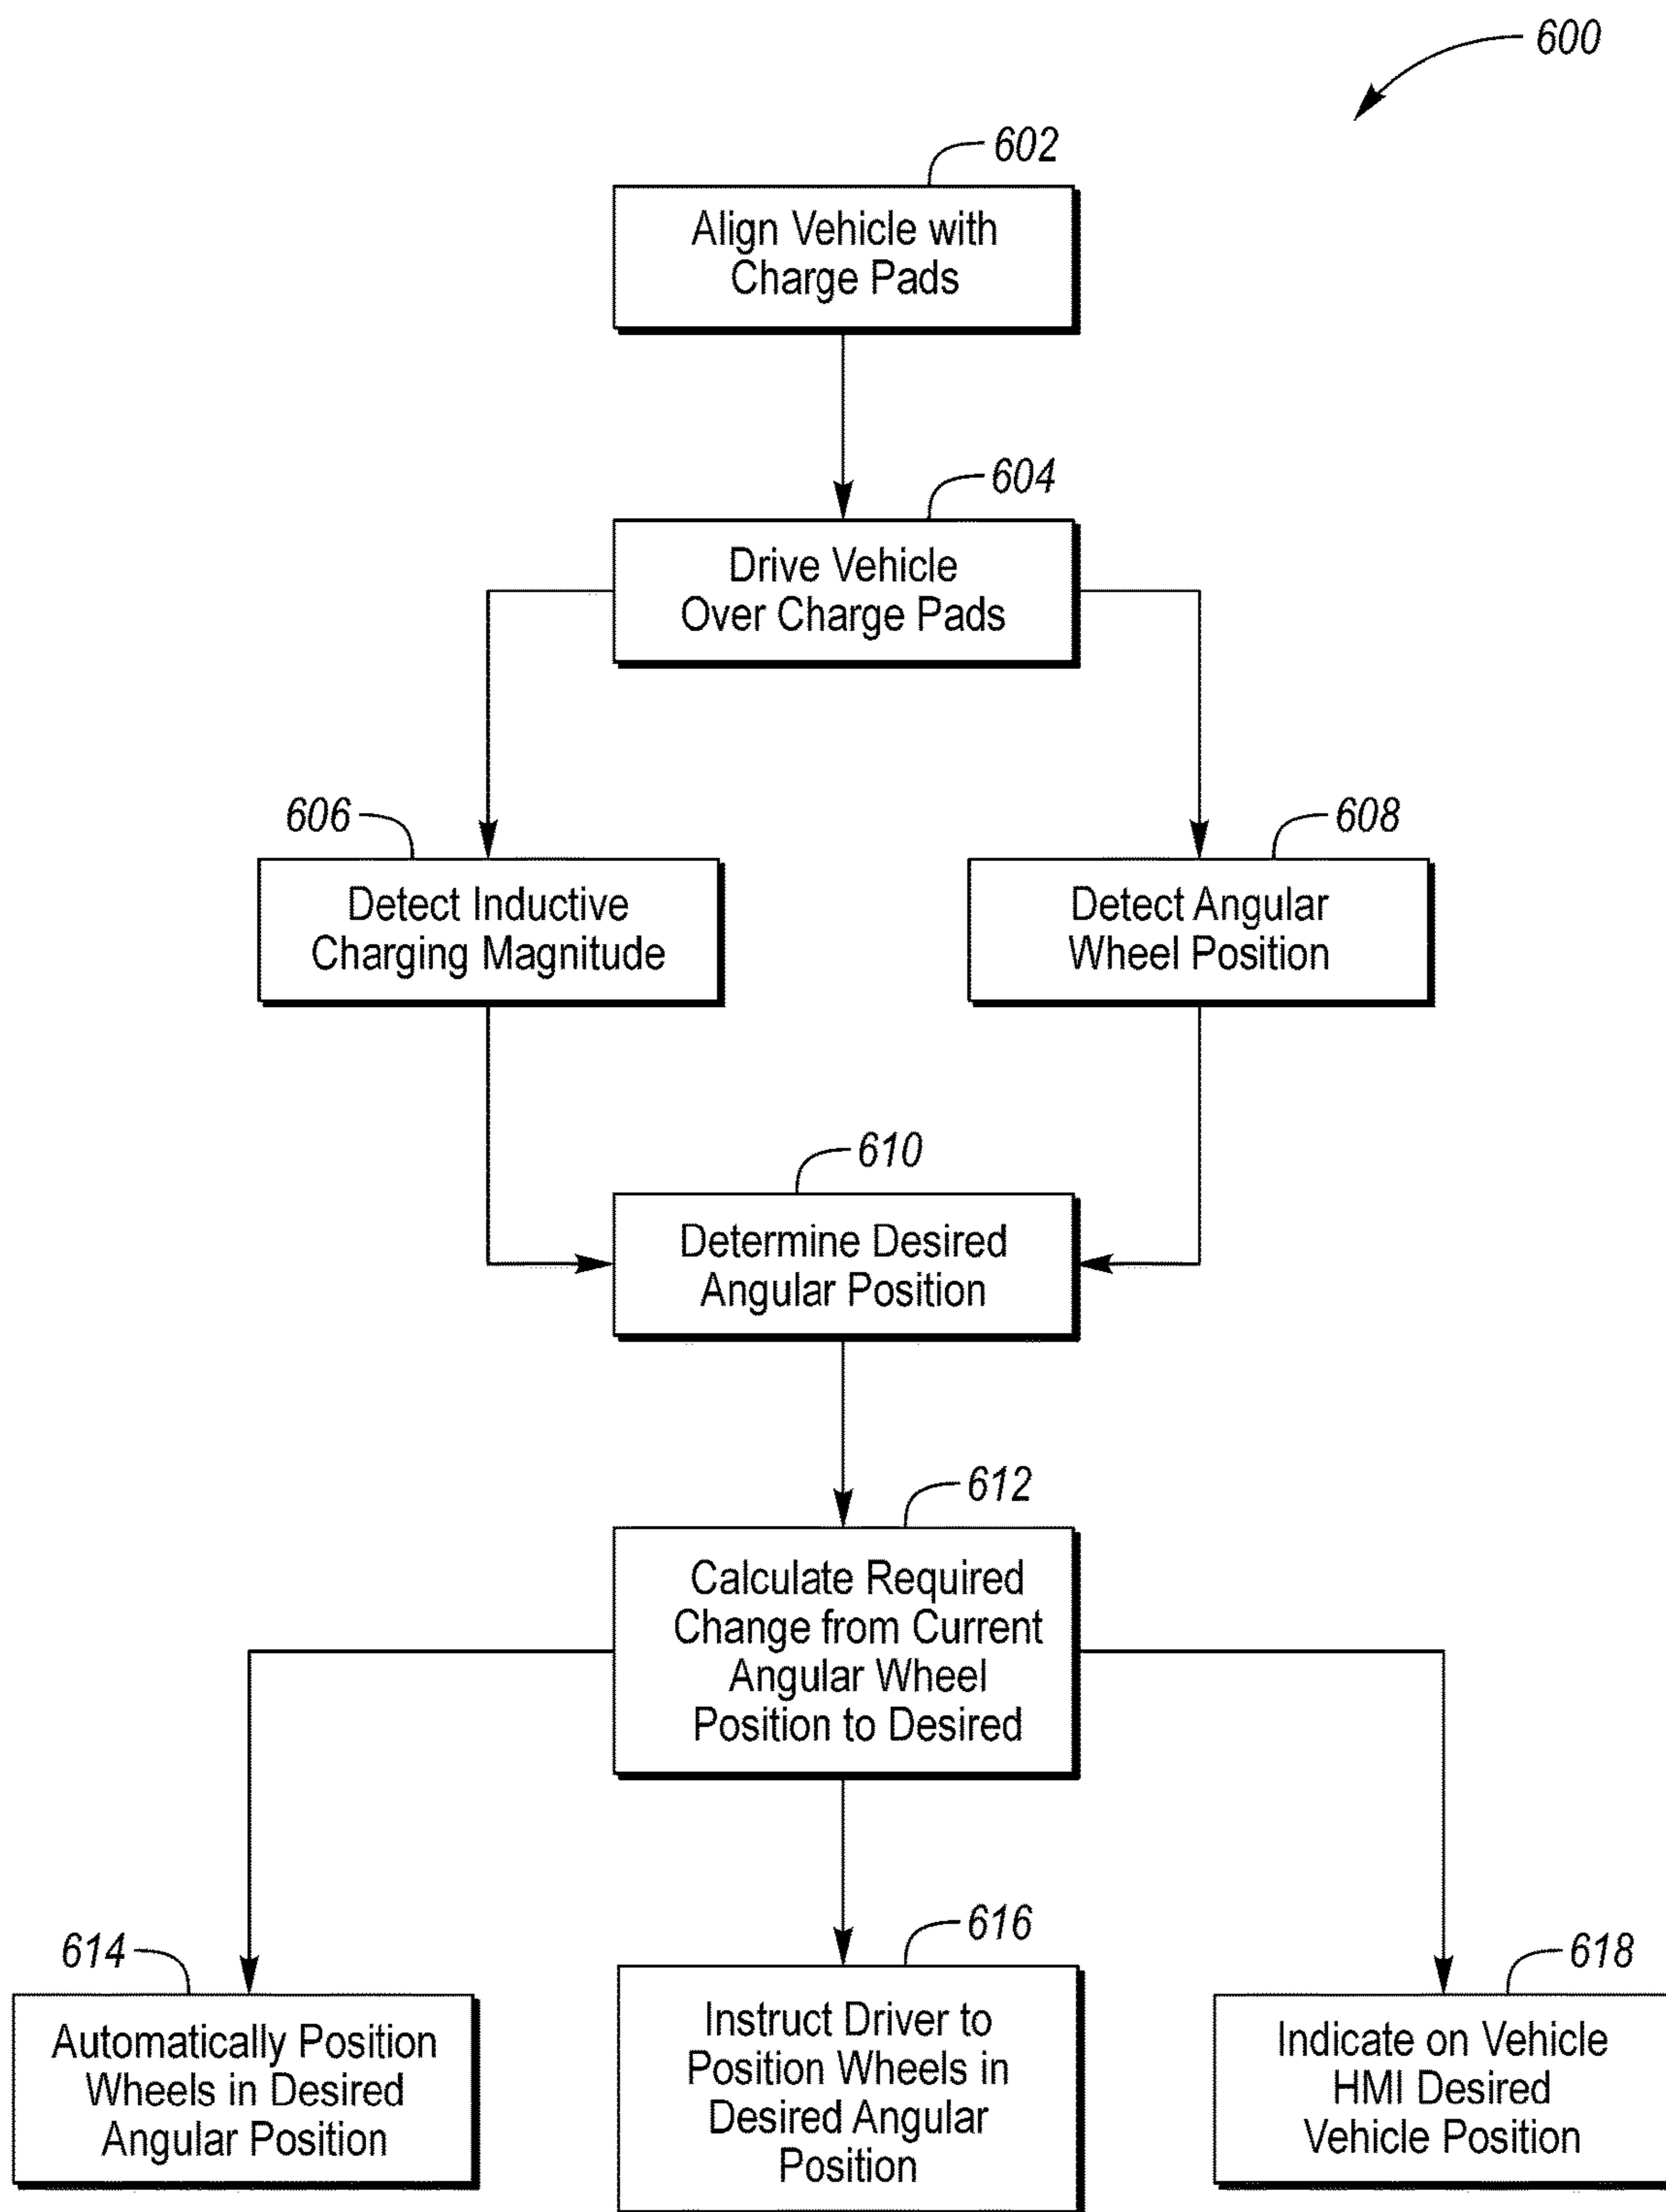 600
602
Align Vehicle with
Charge Pads
604
Drive Vehicle
Over Charge Pads
606
Detect Inductive
Charging Magnitude
608
Detect Angular
Wheel Position
610
Determine Desired
Angular Position
612
Calculate Required
Change from Current
Angular Wheel
Position to Desired
614
Automatically Position
Wheels in Desired
Angular Position
616
Instruct Driver to
Position Wheels in
Desired Angular
Position
618
Indicate on Vehicle
HMI Desired
Vehicle Position